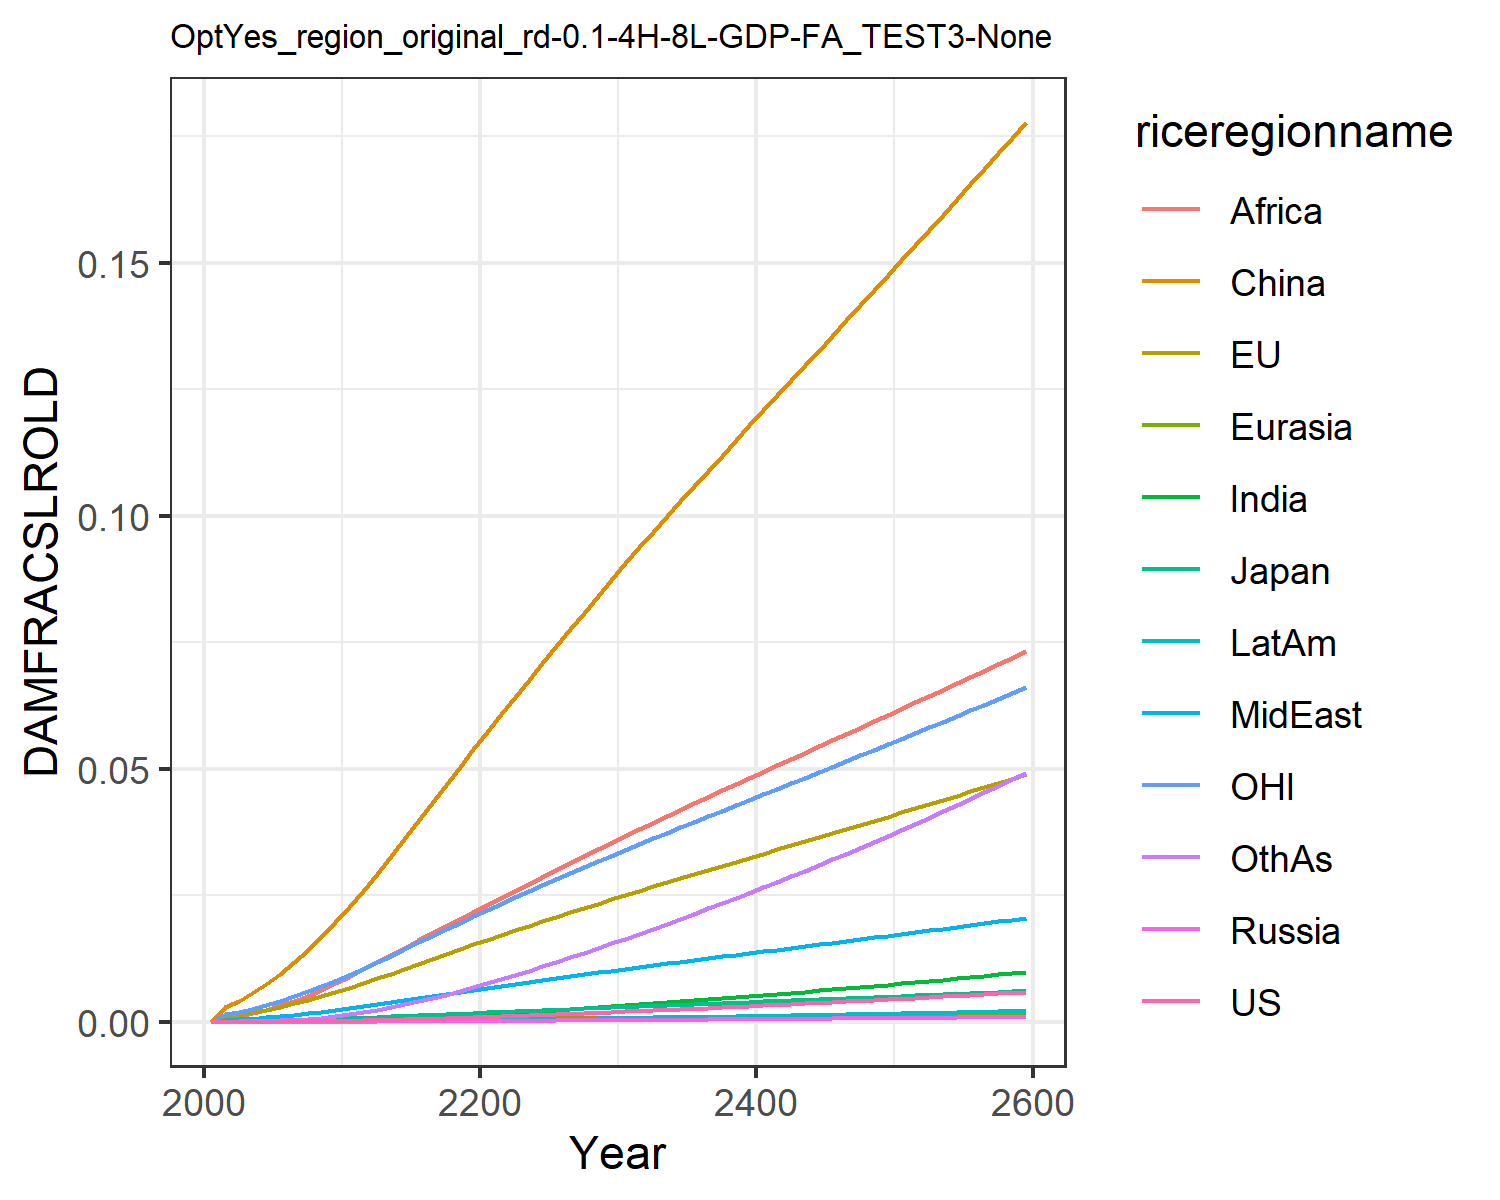 OptYes_region_original_rd-0.1-4H-8L-GDP-FA_TEST3-None
DAMFRACSLROLD
0.15
0.10
0.05
0.00
2000
2200
2400
2600
Year
riceregionname
Africa
China
EU
Eurasia
India
Japan
LatAm
MidEast
OHI
OthAs
Russia
US